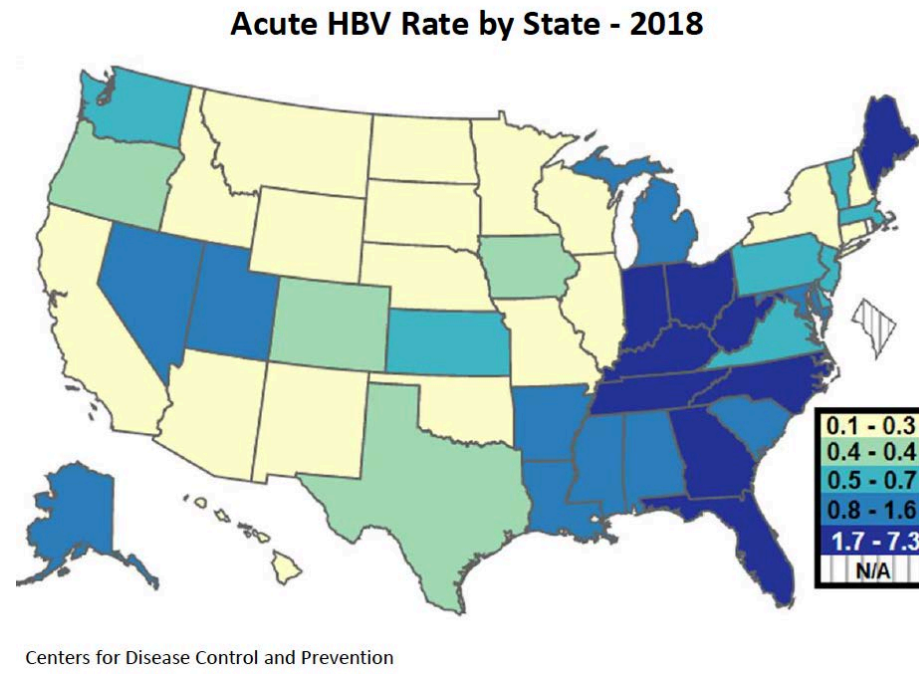 Acute HBV Rate by State - 2018
0.1 - 0.3
0.4 - 0.4
0.5 - 0.7
0.8 - 1.6
1.7 - 7.3
N/A
Centers for Disease Control and Prevention